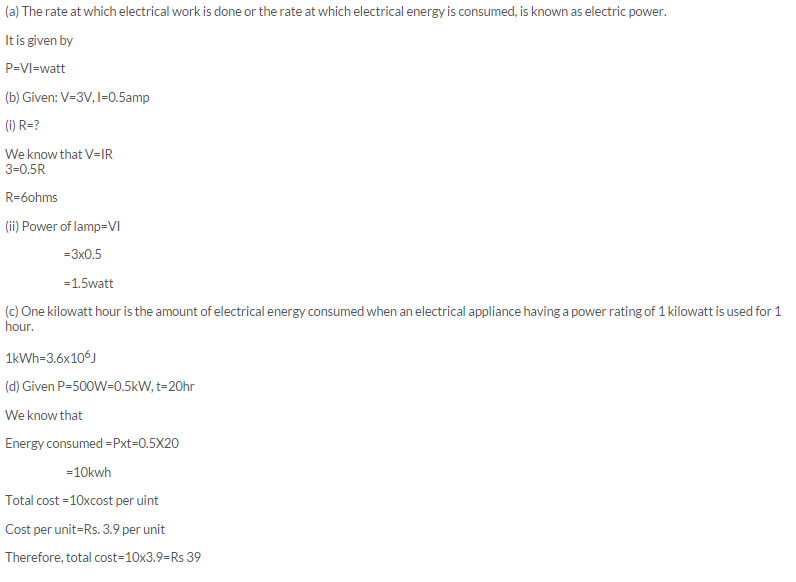 (a) The rate at which electrical work is done or the rate at which electrical energy is consumed, is known as electric power.
It is given by
P=VI=watt
(b) Given: V=3V, I=0.5amp
(i) R=?
We know that V=IR
3=0.5R
R=6ohms
(ii) Power of lamp=VI
=3x0.5
=1.5watt
(c) One kilowatt hour is the amount of electrical energy consumed when an electrical appliance having a power rating of 1 kilowatt is used for 1
hour.
1kWh=3.6x10⁶J
(d) Given P=500W=0.5kW, t=20hr
We know that
Energy consumed =Pxt=0.5X20
=10kwh
Total cost =10xcost per uint
Cost per unit=Rs. 3.9 per unit
Therefore, total cost=10x3.9=Rs 39